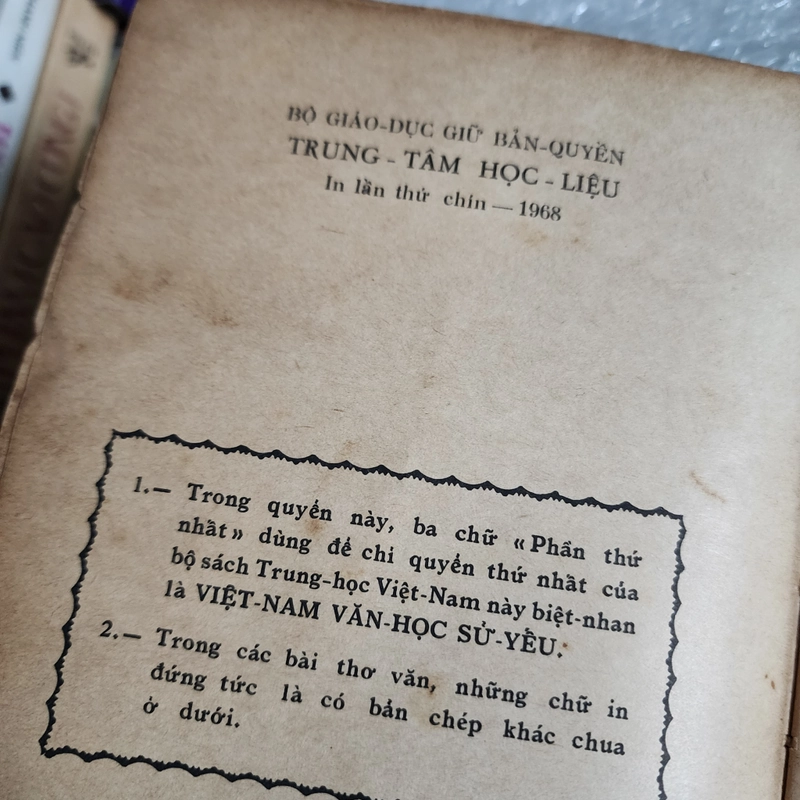 BỘ GIÁO-DỤC GIỮ BẢN-QUYỀN
TRUNG - TÂM HỌC - LIỆU
In lần thứ chín — 1968
1.— Trong quyển này, ba chữ «Phần thứ
nhất» dùng để chỉ quyển thứ nhất của
bộ sách Trung-học Việt-Nam này biệt-nhan
là VIỆT-NAM VĂN-HỌC SỬ-YẾU.
2.— Trong các bài thơ văn, những chữ in
đứng tức là có bản chép khác chua
ở dưới.